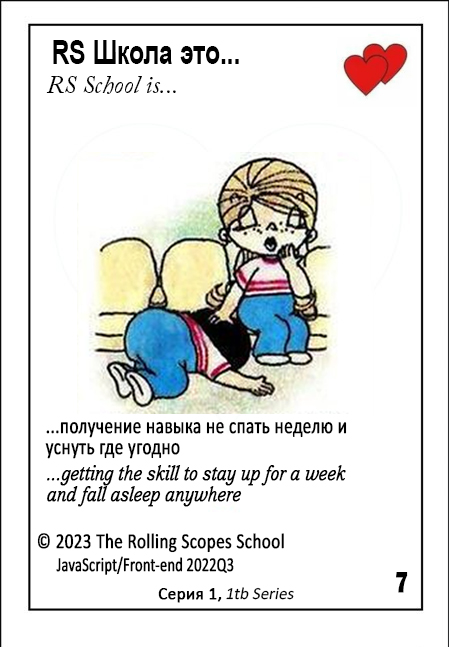 RS Школа это...
RS School is...
...получение навыка не спать неделю и
уснуть где угодно
...getting the skill to stay up for a week
and fall asleep anywhere
© 2023 The Rolling Scopes School
JavaScript/Front-end 2022Q3
7
Серия 1, 1tb Series